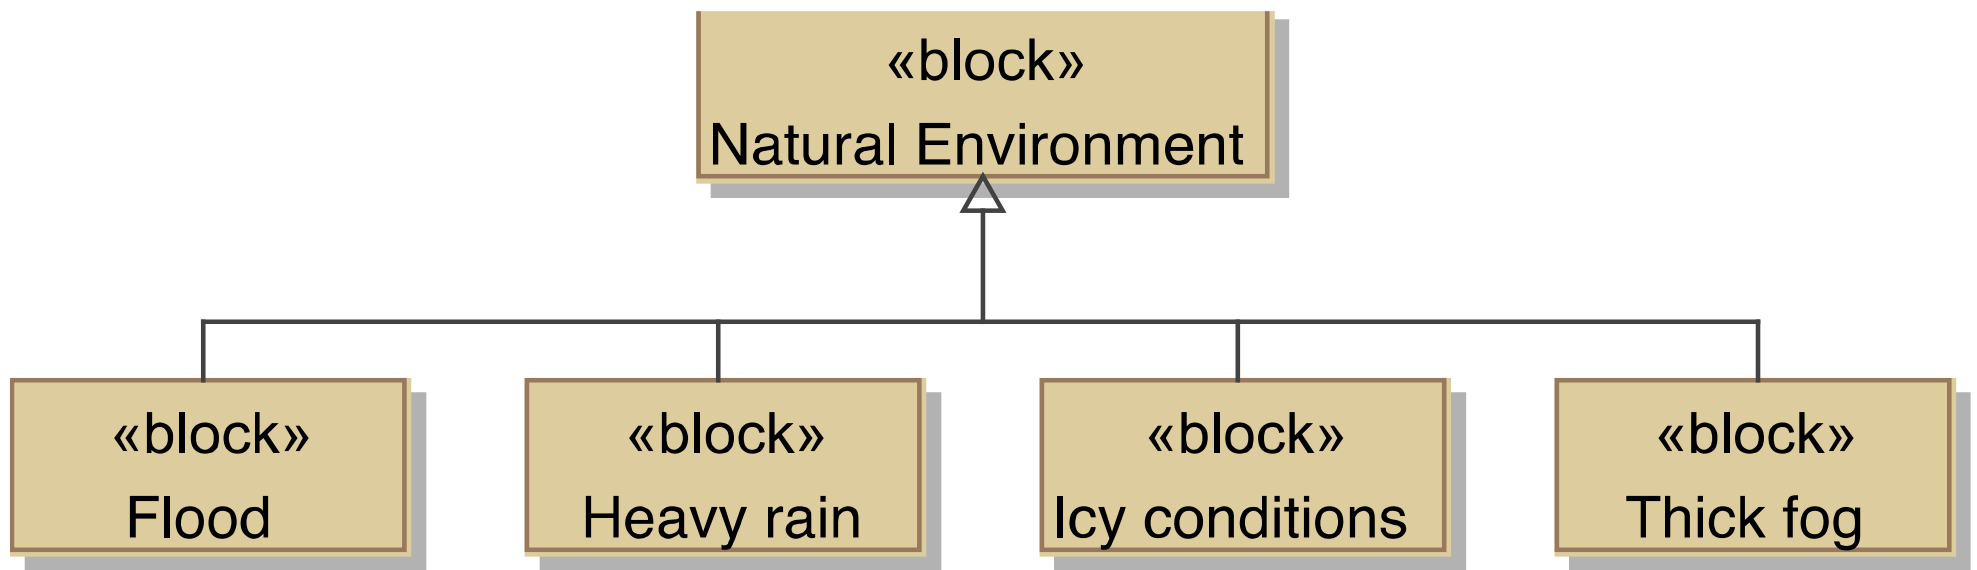 «block»
Natural Environment
«block»
Flood
«block»
Heavy rain
«block»
Icy conditions
«block»
Thick fog